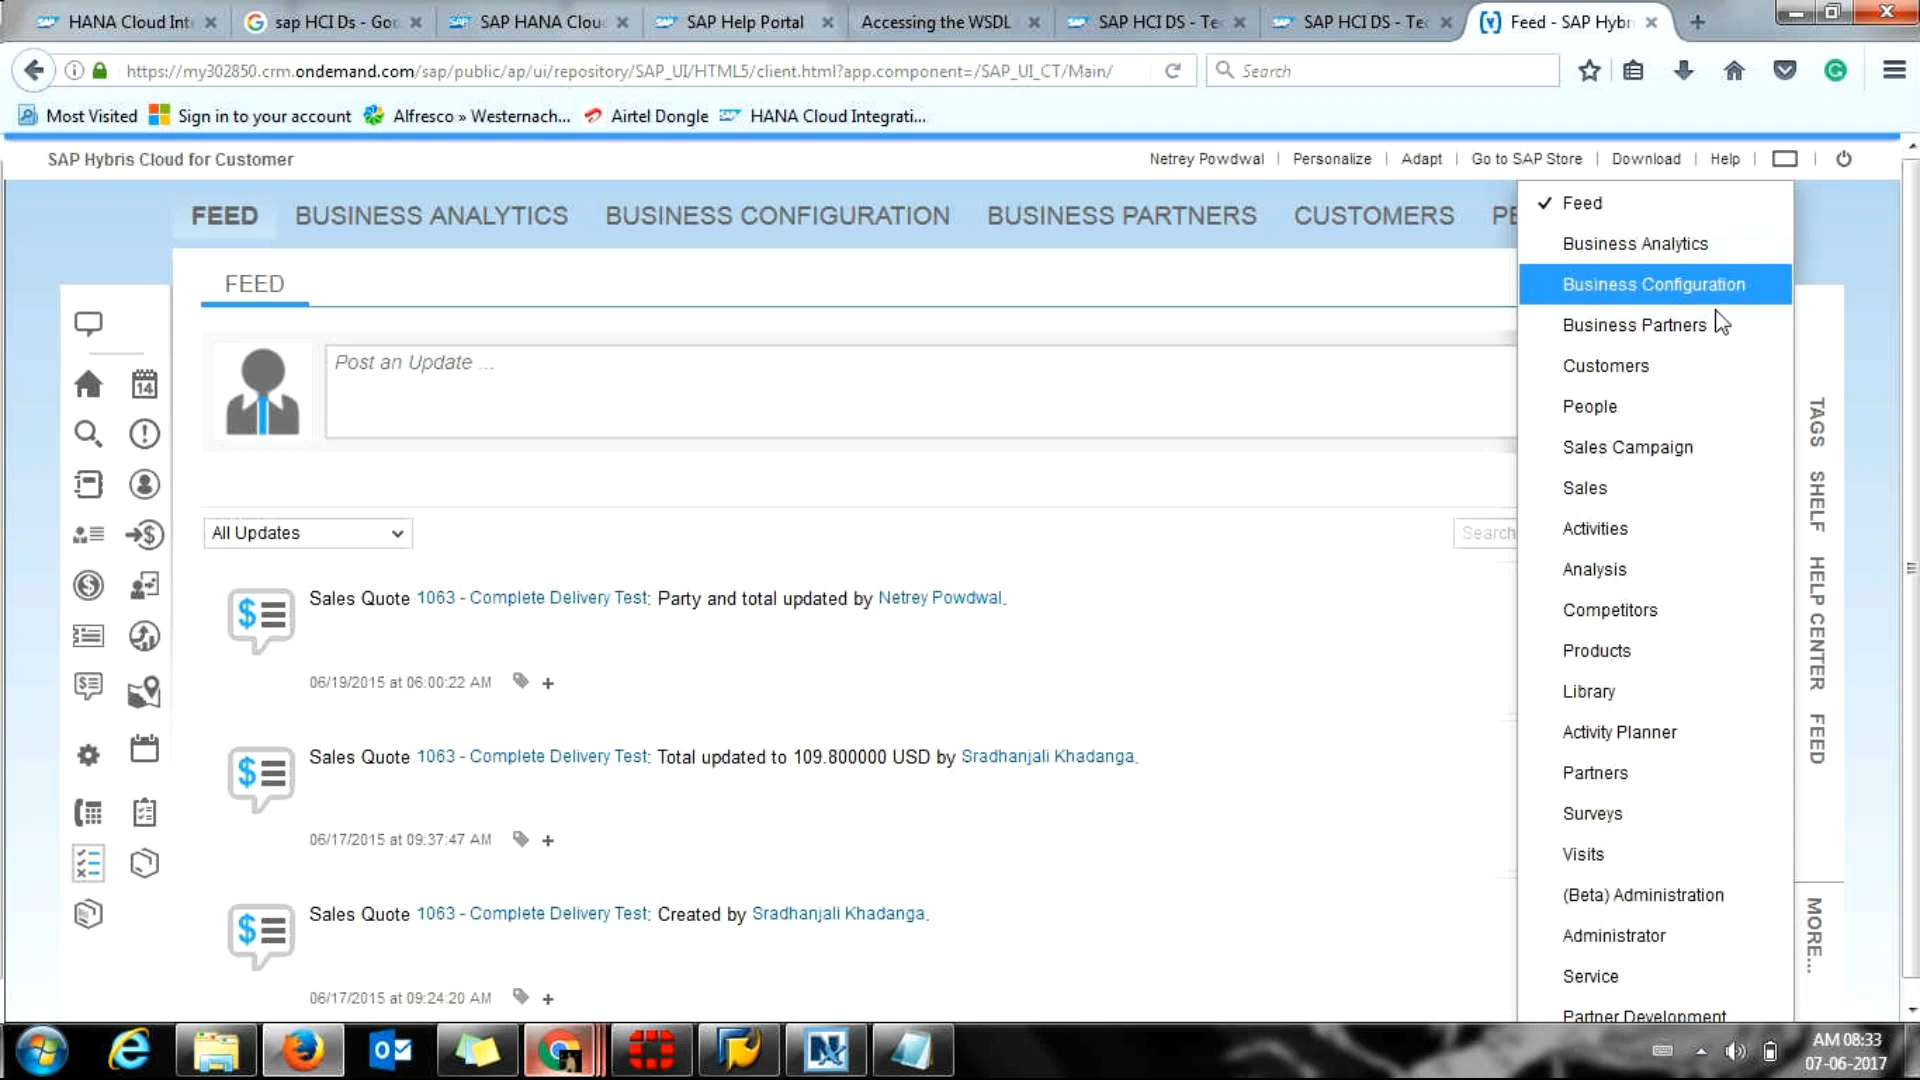 HANA Cloud Int
sap HCI Ds - Goo
SAP HANA Clou
SAP Help Portal
Accessing the WSDL
SAP HCI DS - Te
SAP HCI DS - Te
Feed - SAP Hybri
https://my302850.crm.ondemand.com/sap/public/ap/ui/repository/SAP_UI/HTML5/client.html?app.component=/SAP_UI_CT/Main/
Search
Most Visited
Sign in to your account
Alfresco » Westernach...
Airtel Dongle
HANA Cloud Integrati...
SAP Hybris Cloud for Customer
Netrey Powdwal | Personalize | Adapt | Go to SAP Store | Download | Help
FEED BUSINESS ANALYTICS BUSINESS CONFIGURATION BUSINESS PARTNERS CUSTOMERS PE
FEED
Post an Update ...
14
All Updates
Search
Sales Quote 1063 - Complete Delivery Test: Party and total updated by Netrey Powdwal.
06/19/2015 at 06:00:22 AM
Sales Quote 1063 - Complete Delivery Test: Total updated to 109.800000 USD by Sradhanjali Khadanga.
06/17/2015 at 09:37:47 AM
Sales Quote 1063 - Complete Delivery Test: Created by Sradhanjali Khadanga.
06/17/2015 at 09:24:20 AM
Feed
Business Analytics
Business Configuration
Business Partners
Customers
People
Sales Campaign
Sales
Activities
Analysis
Competitors
Products
Library
Activity Planner
Partners
Surveys
Visits
(Beta) Administration
Administrator
Service
Partner Development
TAGS
SHELF
HELP CENTER
FEED
MORE...
AM 08:33
07-06-2017